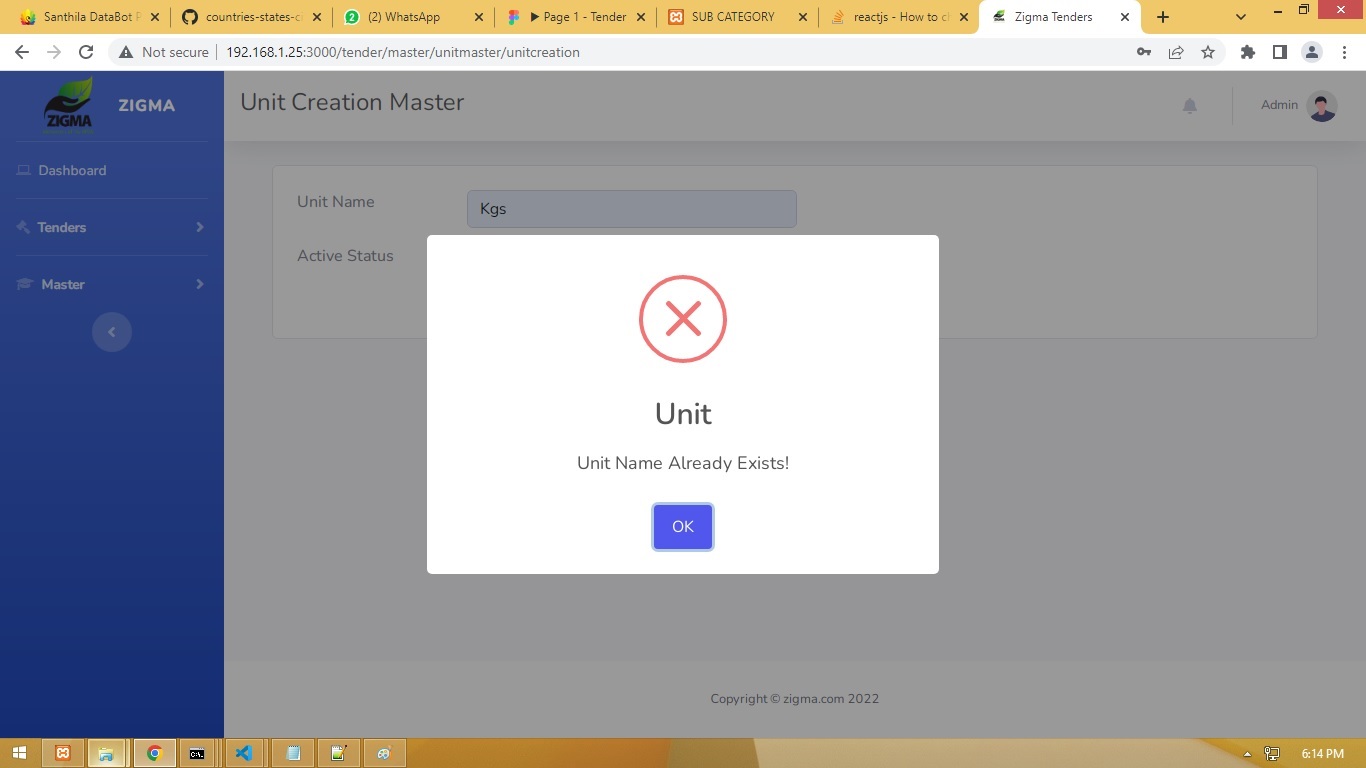 Santhila DataBot P
countries-states-ci
(2) WhatsApp
Page 1 - Tender
SUB CATEGORY
reactjs - How to ch
Zigma Tenders
Not secure
192.168.1.25:3000/tender/master/unitmaster/unitcreation
ZIGMA
ZIGMA
Unit Creation Master
Admin
Dashboard
Tenders
Master
Unit Name
Kgs
Active Status
Unit
Unit Name Already Exists!
OK
Copyright © zigma.com 2022
6:14 PM